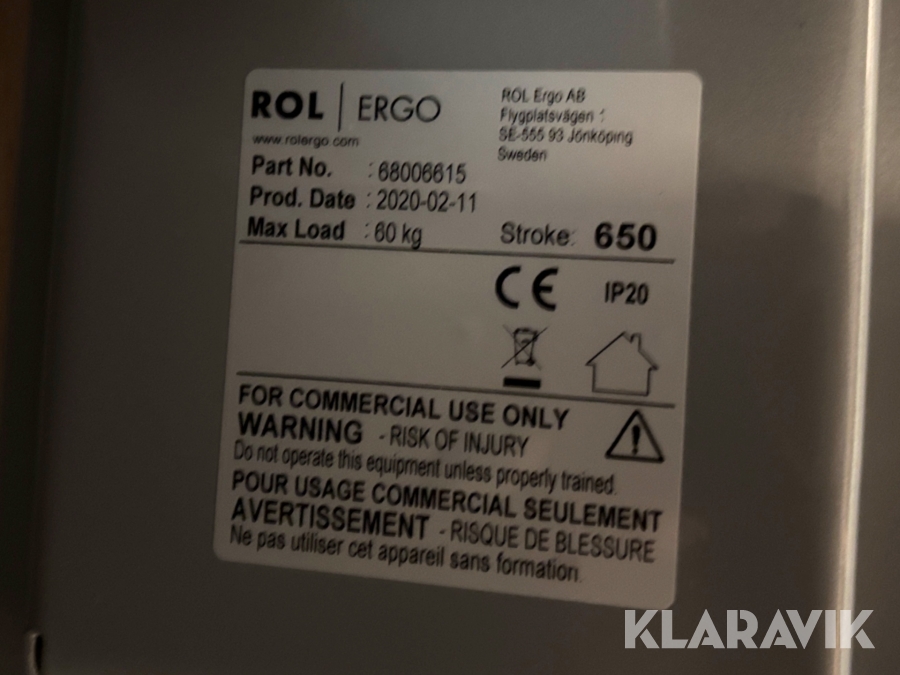 ROL | ERGO
www.rolergo.com
ROL Ergo AB
Flygplatsvägen 1
SE-555 93 Jönköping
Sweden
Part No. : 68006615
Prod. Date : 2020-02-11
Max Load : 60 kg
Stroke: 650
CE IP20
FOR COMMERCIAL USE ONLY
WARNING - RISK OF INJURY
Do not operate this equipment unless properly trained.
POUR USAGE COMMERCIAL SEULEMENT
AVERTISSEMENT - RISQUE DE BLESSURE
Ne pas utiliser cet appareil sans formation.
KLARAVIK